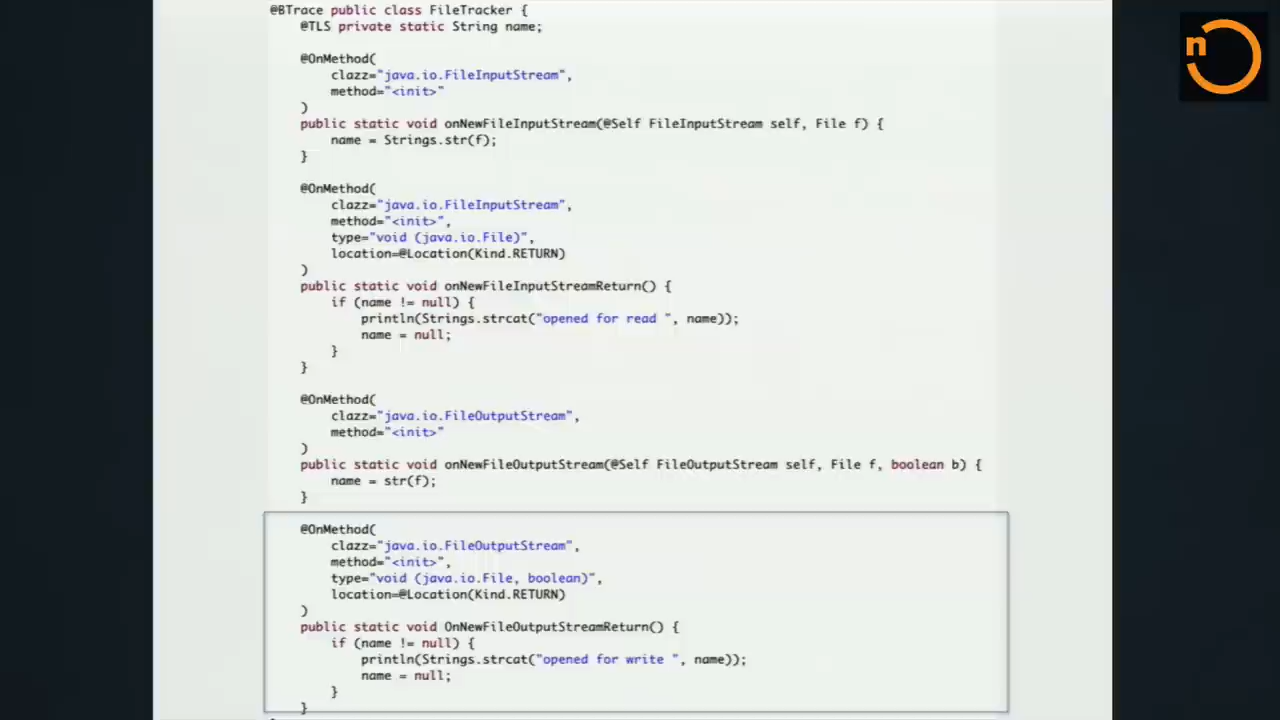 @BTrace public class FileTracker {
@TLS private static String name;
@OnMethod(
clazz="java.io.FileInputStream",
method="<init>"
)
public static void onNewFileInputStream(@Self FileInputStream self, File f) {
name = Strings.str(f);
}
@OnMethod(
clazz="java.io.FileInputStream",
method="<init>",
type="void (java.io.File)",
location=@Location(Kind.RETURN)
)
public static void onNewFileInputStreamReturn() {
if (name != null) {
println(Strings.strcat("opened for read ", name));
name = null;
}
}
@OnMethod(
clazz="java.io.FileOutputStream",
method="<init>"
)
public static void onNewFileOutputStream(@Self FileOutputStream self, File f, boolean b) {
name = str(f);
}
@OnMethod(
clazz="java.io.FileOutputStream",
method="<init>",
type="void (java.io.File, boolean)",
location=@Location(Kind.RETURN)
)
public static void OnNewFileOutputStreamReturn() {
if (name != null) {
println(Strings.strcat("opened for write ", name));
name = null;
}
}
n